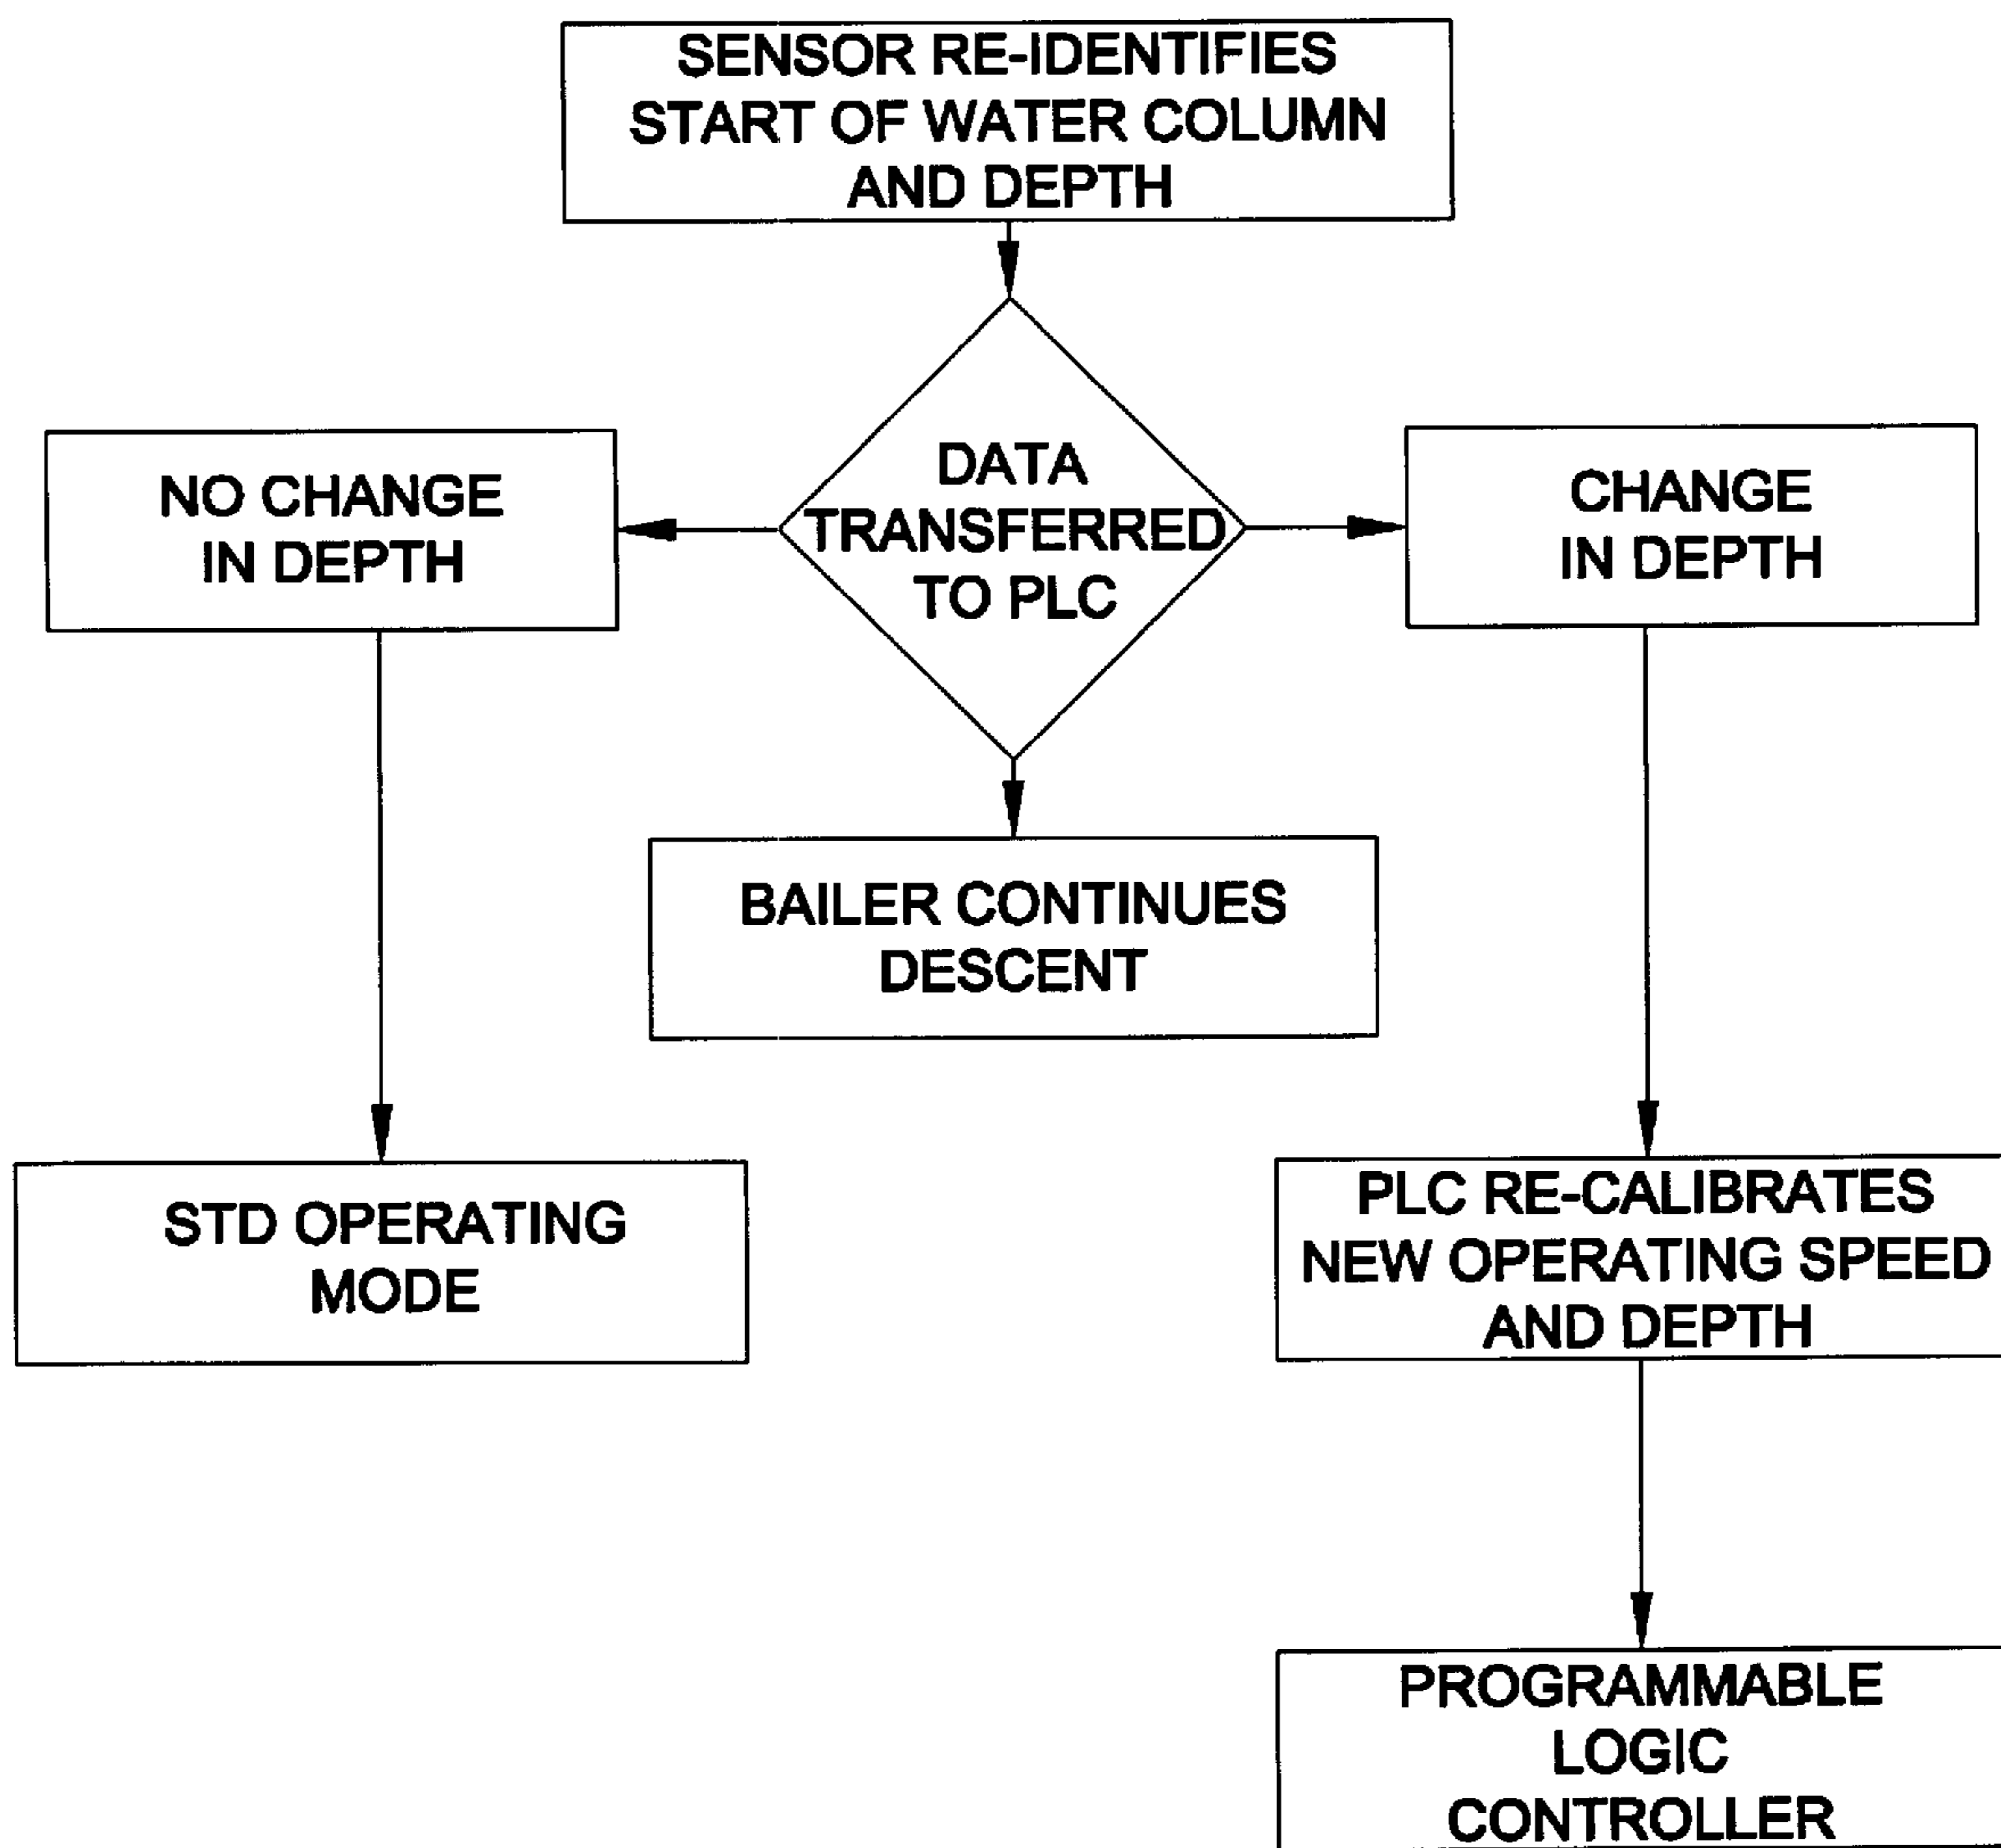 SENSOR RE-IDENTIFIES
START OF WATER COLUMN
AND DEPTH
NO CHANGE
IN DEPTH
DATA
TRANSFERRED
TO PLC
CHANGE
IN DEPTH
BAILER CONTINUES
DESCENT
STD OPERATING
MODE
PLC RE-CALIBRATES
NEW OPERATING SPEED
AND DEPTH
PROGRAMMABLE
LOGIC
CONTROLLER